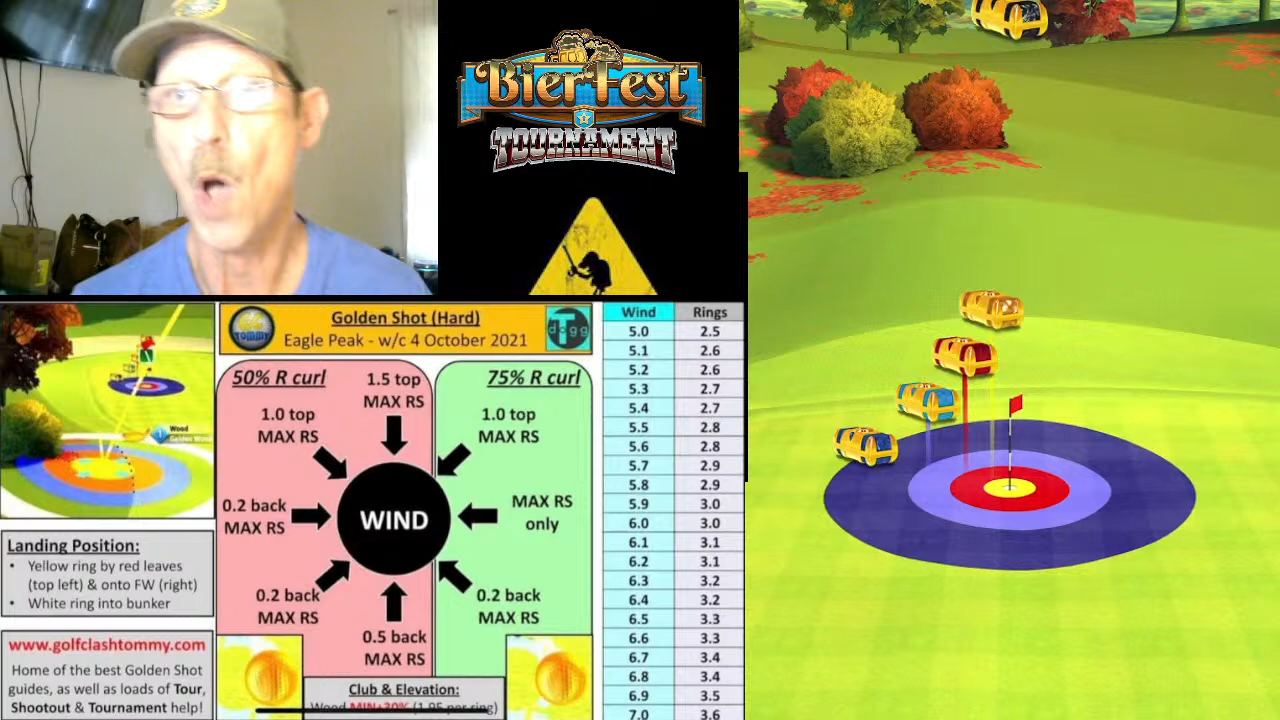 BierFest
TOURNAMENT
Golden Shot (Hard)
Eagle Peak - w/c 4 October 2021
TOMMY
T
dogg
50% R curl
75% R curl
1.5 top
MAX RS
1.0 top
MAX RS
1.0 top
MAX RS
0.2 back
MAX RS
WIND
MAX RS
only
0.2 back
MAX RS
0.2 back
MAX RS
0.5 back
MAX RS
Club & Elevation:
Wood MIN+30% (1.95 per ring)
Wood
Landing Position:
• Yellow ring by red leaves
(top left) & onto FW (right)
• White ring into bunker
www.golfclashtommy.com
Home of the best Golden Shot
guides, as well as loads of Tour,
Shootout & Tournament help!
Wind Rings
5.0 2.5
5.1 2.6
5.2 2.6
5.3 2.7
5.4 2.7
5.5 2.8
5.6 2.8
5.7 2.9
5.8 2.9
5.9 3.0
6.0 3.0
6.1 3.1
6.2 3.1
6.3 3.2
6.4 3.2
6.5 3.3
6.6 3.3
6.7 3.4
6.8 3.4
6.9 3.5
7.0 3.6